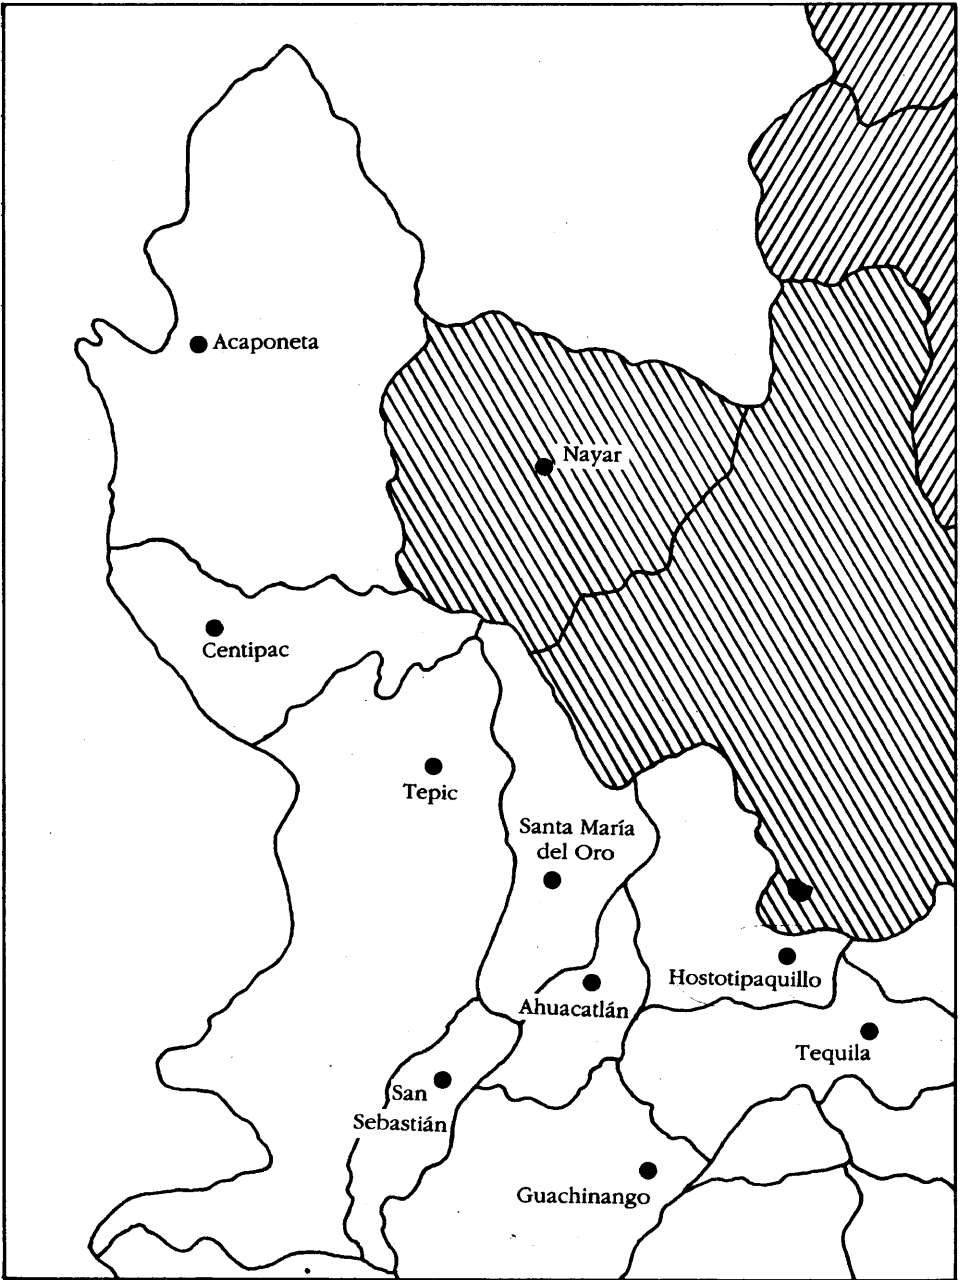 Acaponeta
Nayar
Centipac
Tepic
Santa María
del Oro
Hostotipaquillo
Ahuacatlán
Tequila
San
Sebastián
Guachinango